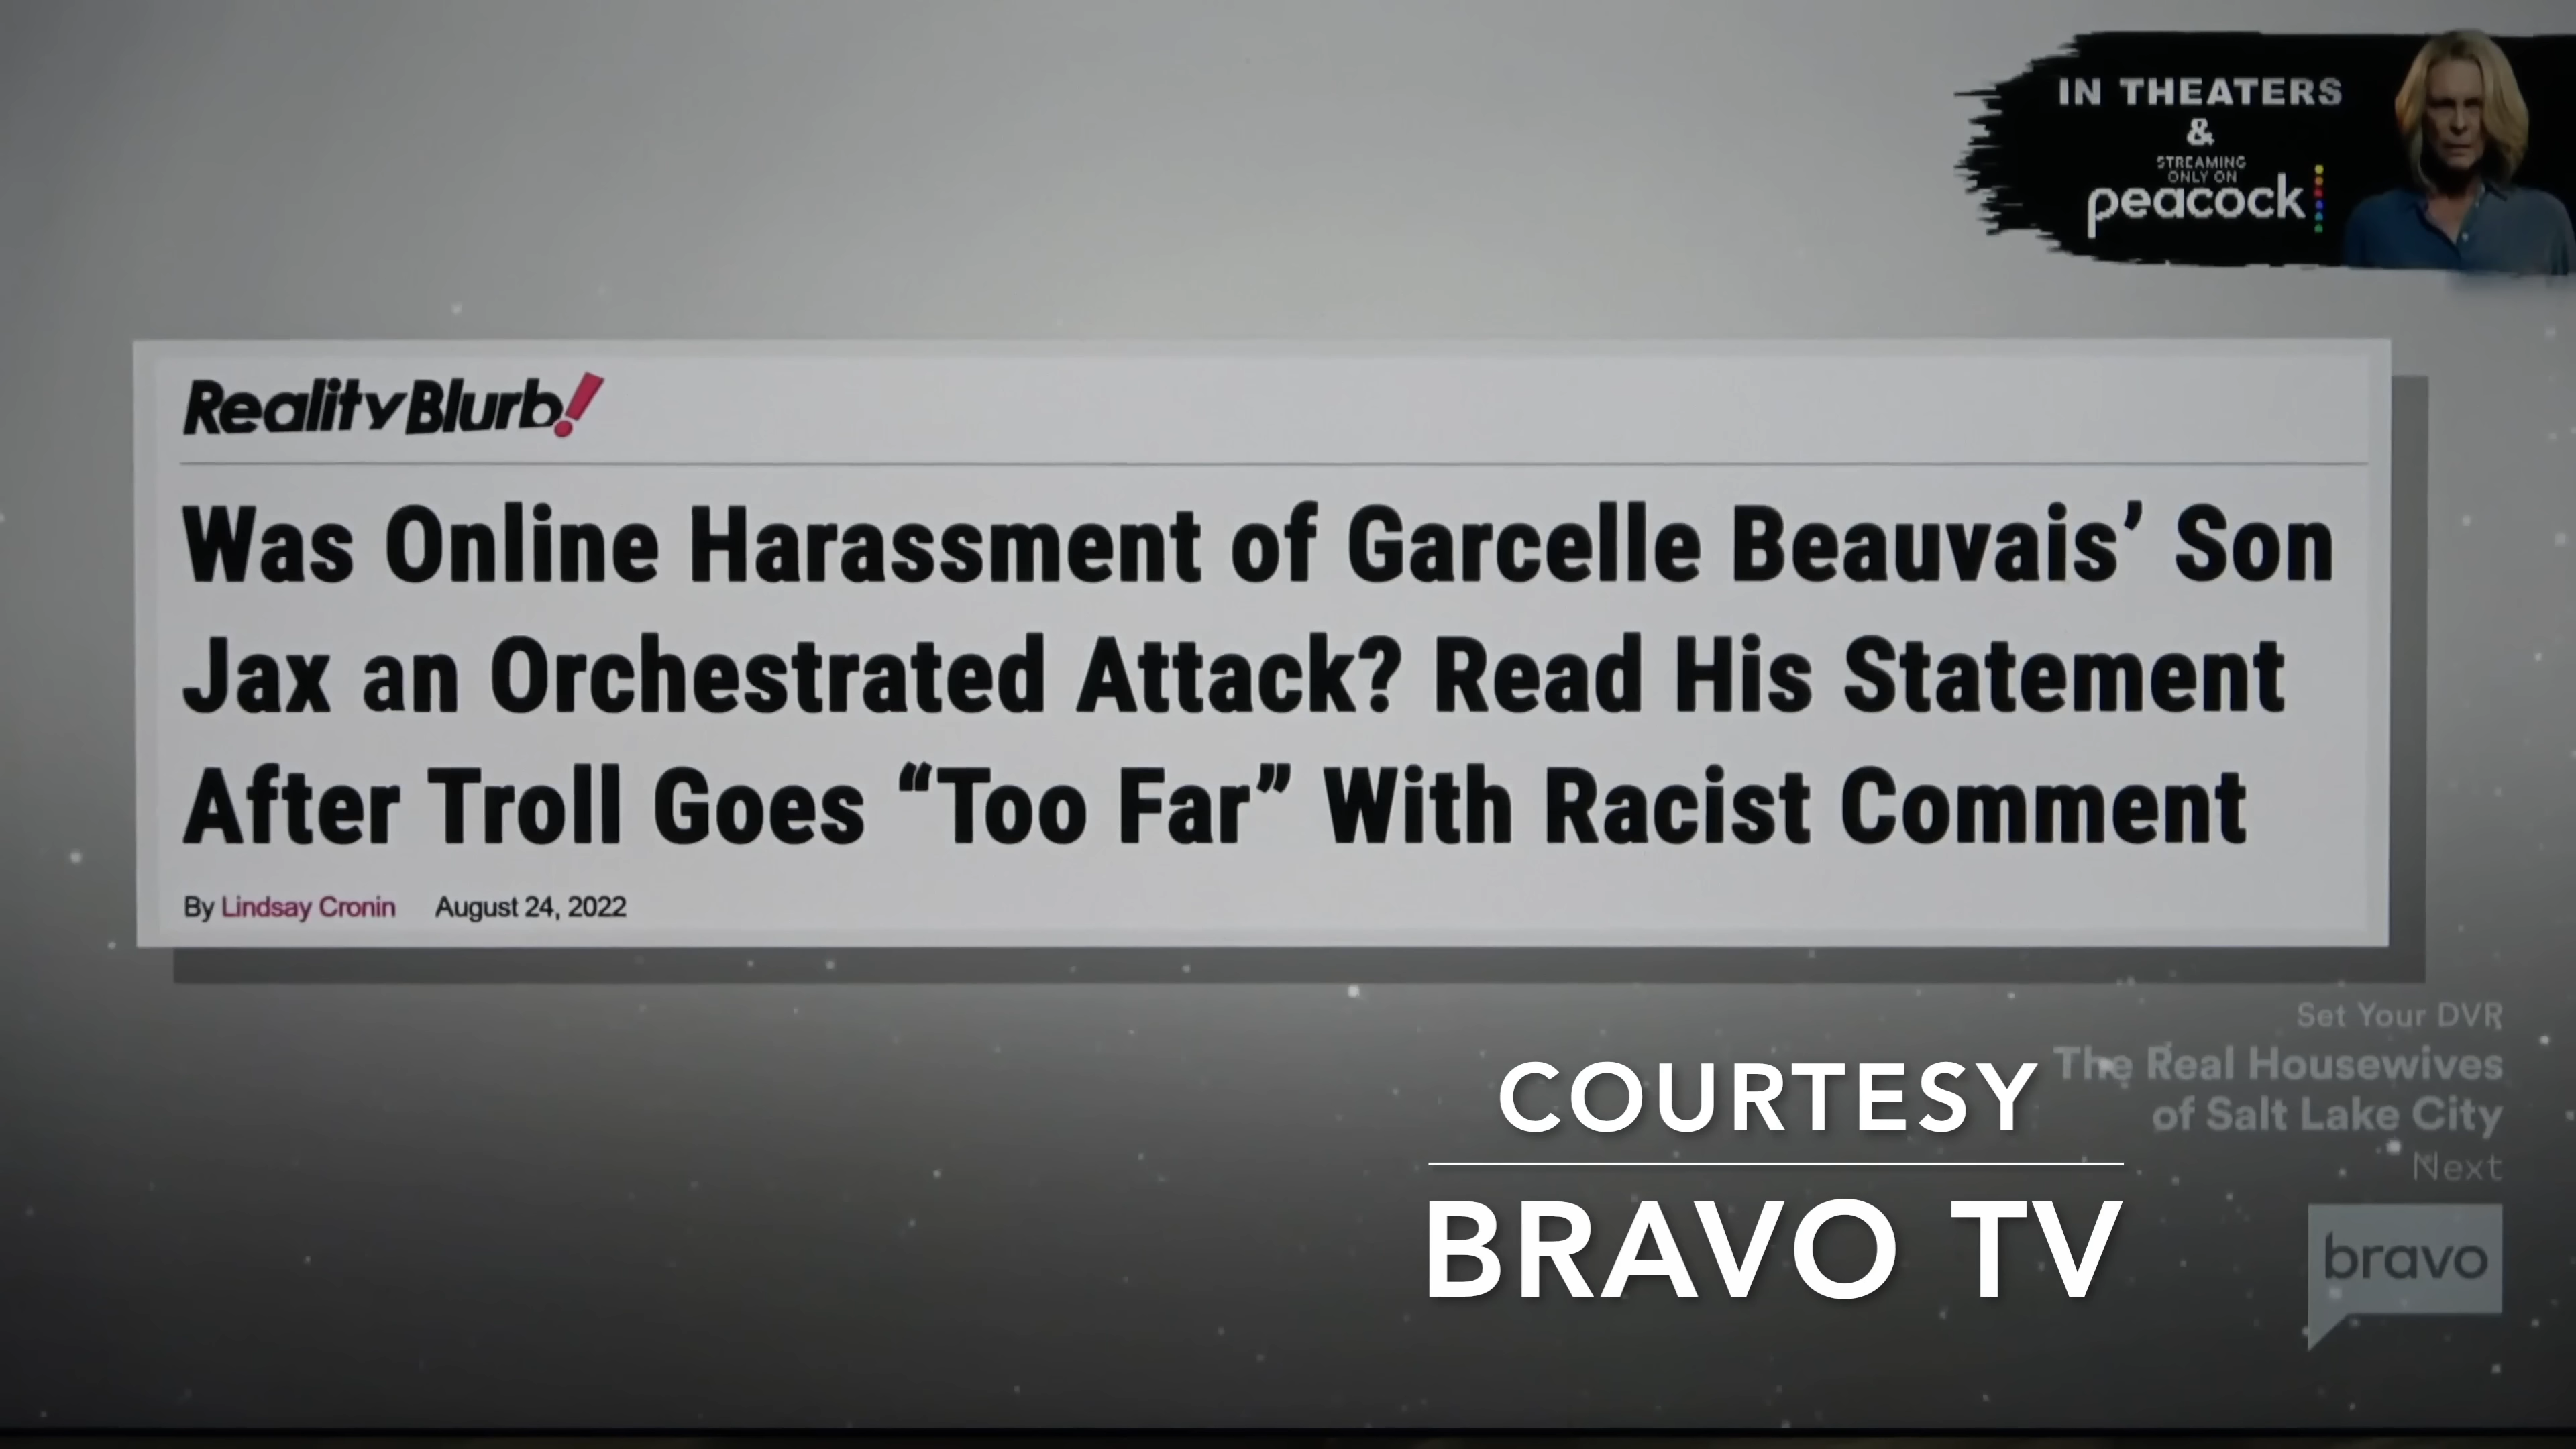 IN THEATERS
&
STREAMING
ONLY ON
peacock
RealityBlurb!
Was Online Harassment of Garcelle Beauvais’ Son
Jax an Orchestrated Attack? Read His Statement
After Troll Goes “Too Far” With Racist Comment
By Lindsay Cronin August 24, 2022
Set Your DVR
The Real Housewives
of Salt Lake City
Next
COURTESY
BRAVO TV
bravo